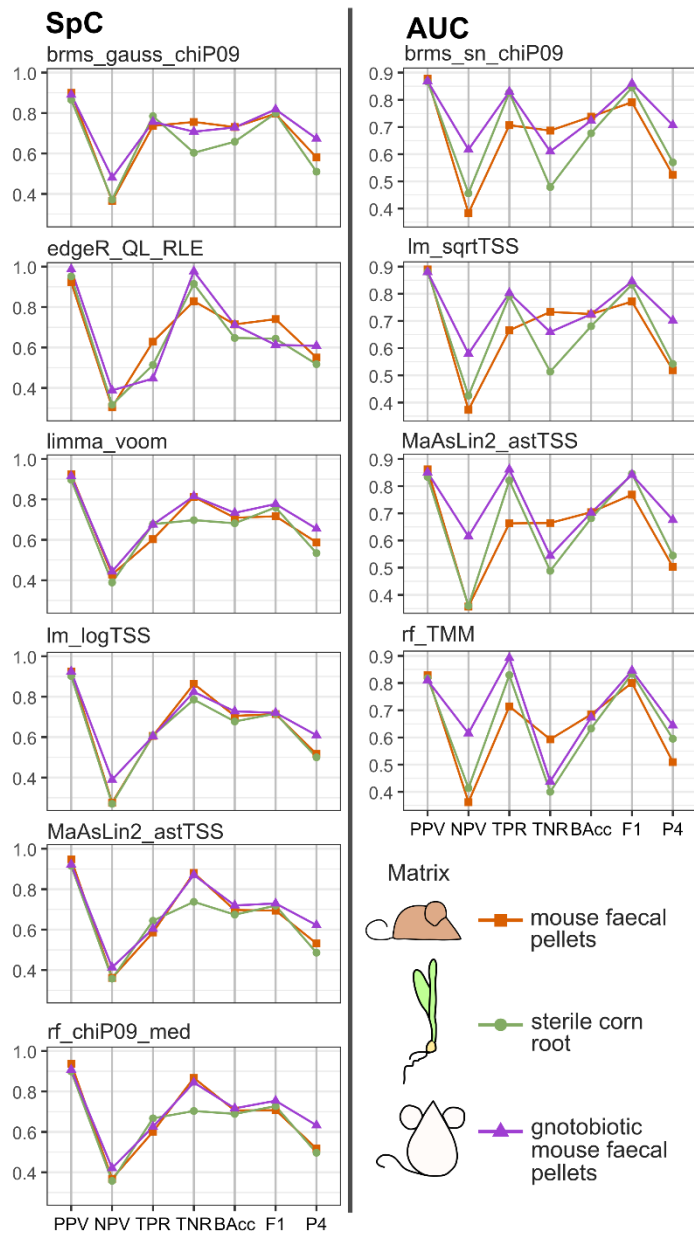 SpC
brms_gauss_chiP09
1.0
0.8
0.6
0.4
edgeR_QL_RLE
1.0
0.8
0.6
0.4
limma_voom
1.0
0.8
0.6
0.4
lm_logTSS
1.0
0.8
0.6
0.4
MaAsLin2_astTSS
1.0
0.8
0.6
0.4
rf_chiP09_med
1.0
0.8
0.6
0.4
PPV NPV TPR TNR BAcc F1 P4
AUC
brms_sn_chiP09
0.9
0.8
0.7
0.6
0.5
0.4
lm_sqrtTSS
0.9
0.8
0.7
0.6
0.5
0.4
MaAsLin2_astTSS
0.9
0.8
0.7
0.6
0.5
0.4
rf_TMM
0.9
0.8
0.7
0.6
0.5
0.4
PPV NPV TPR TNR BAcc F1 P4
Matrix
mouse faecal
pellets
sterile corn
root
gnotobiotic
mouse faecal
pellets